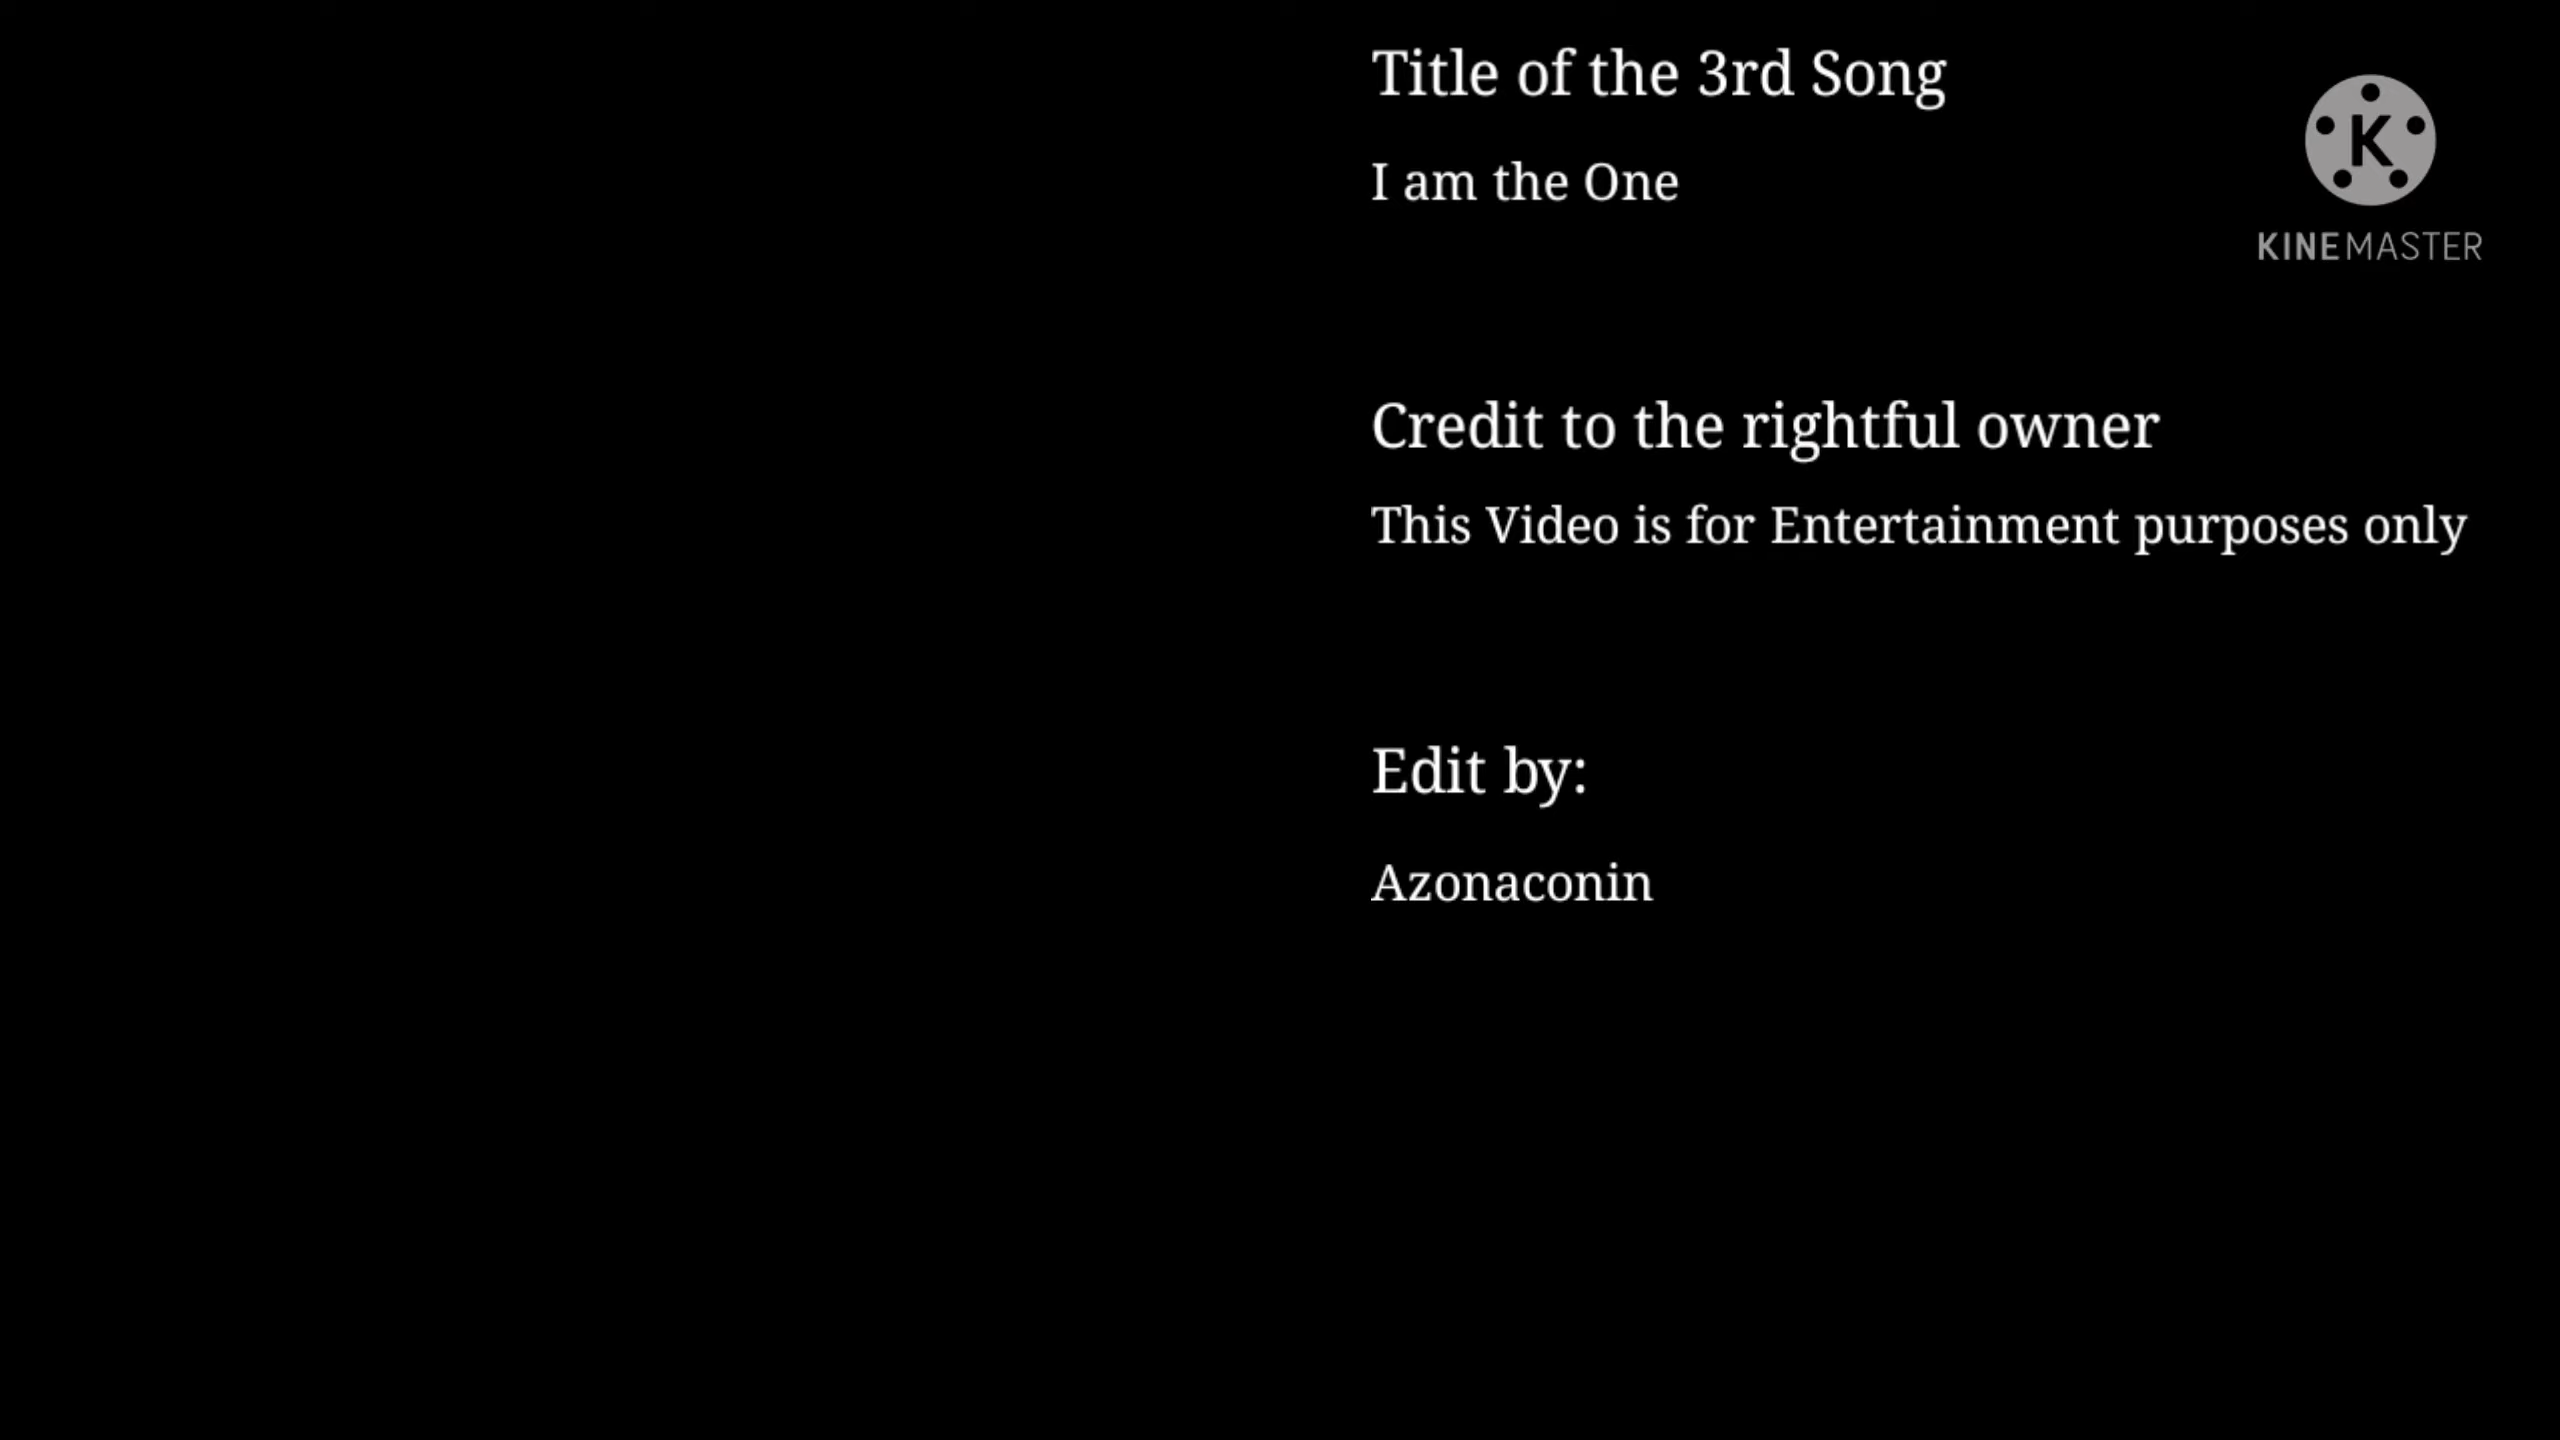 Title of the 3rd Song
I am the One
K
KINEMASTER
Credit to the rightful owner
This Video is for Entertainment purposes only
Edit by:
Azonaconin